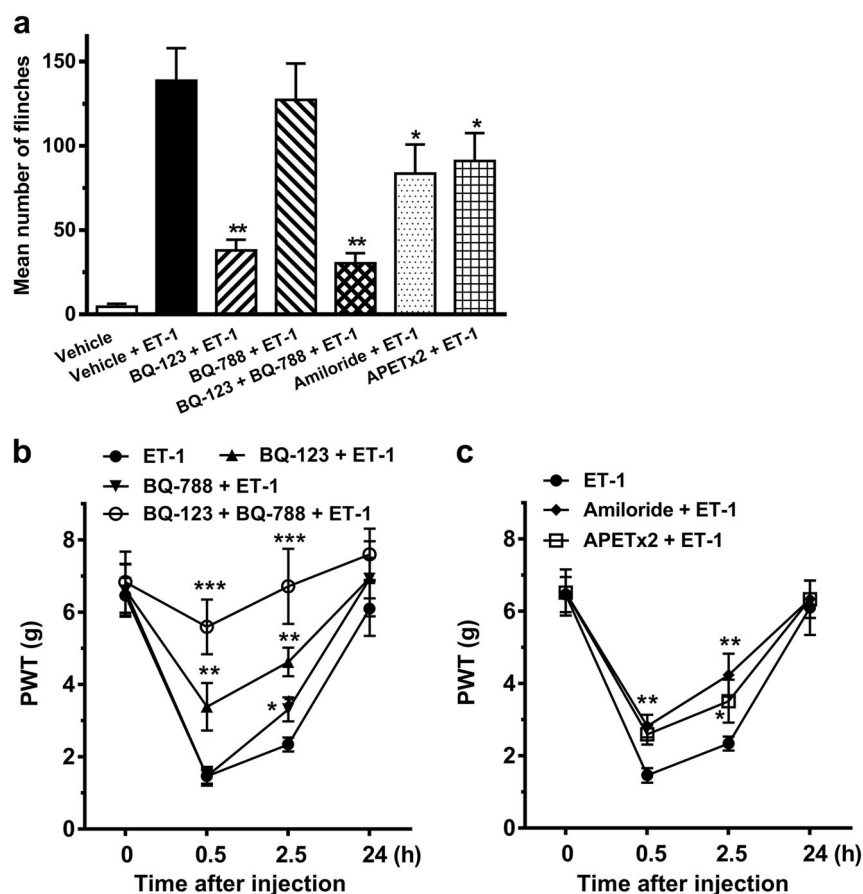 a
Mean number of flinches
150
100
50
0
**
**
*
*
Vehicle
Vehicle + ET-1
BQ-123 + ET-1
BQ-788 + ET-1
BQ-123 + BQ-788 + ET-1
Amiloride + ET-1
APETx2 + ET-1
b
ET-1
BQ-123 + ET-1
BQ-788 + ET-1
BQ-123 + BQ-788 + ET-1
PWT (g)
8
6
4
2
0
***
***
**
**
*
0 0.5 2.5 24 (h)
Time after injection
c
ET-1
Amiloride + ET-1
APETx2 + ET-1
PWT (g)
8
6
4
2
0
**
**
*
0 0.5 2.5 24 (h)
Time after injection